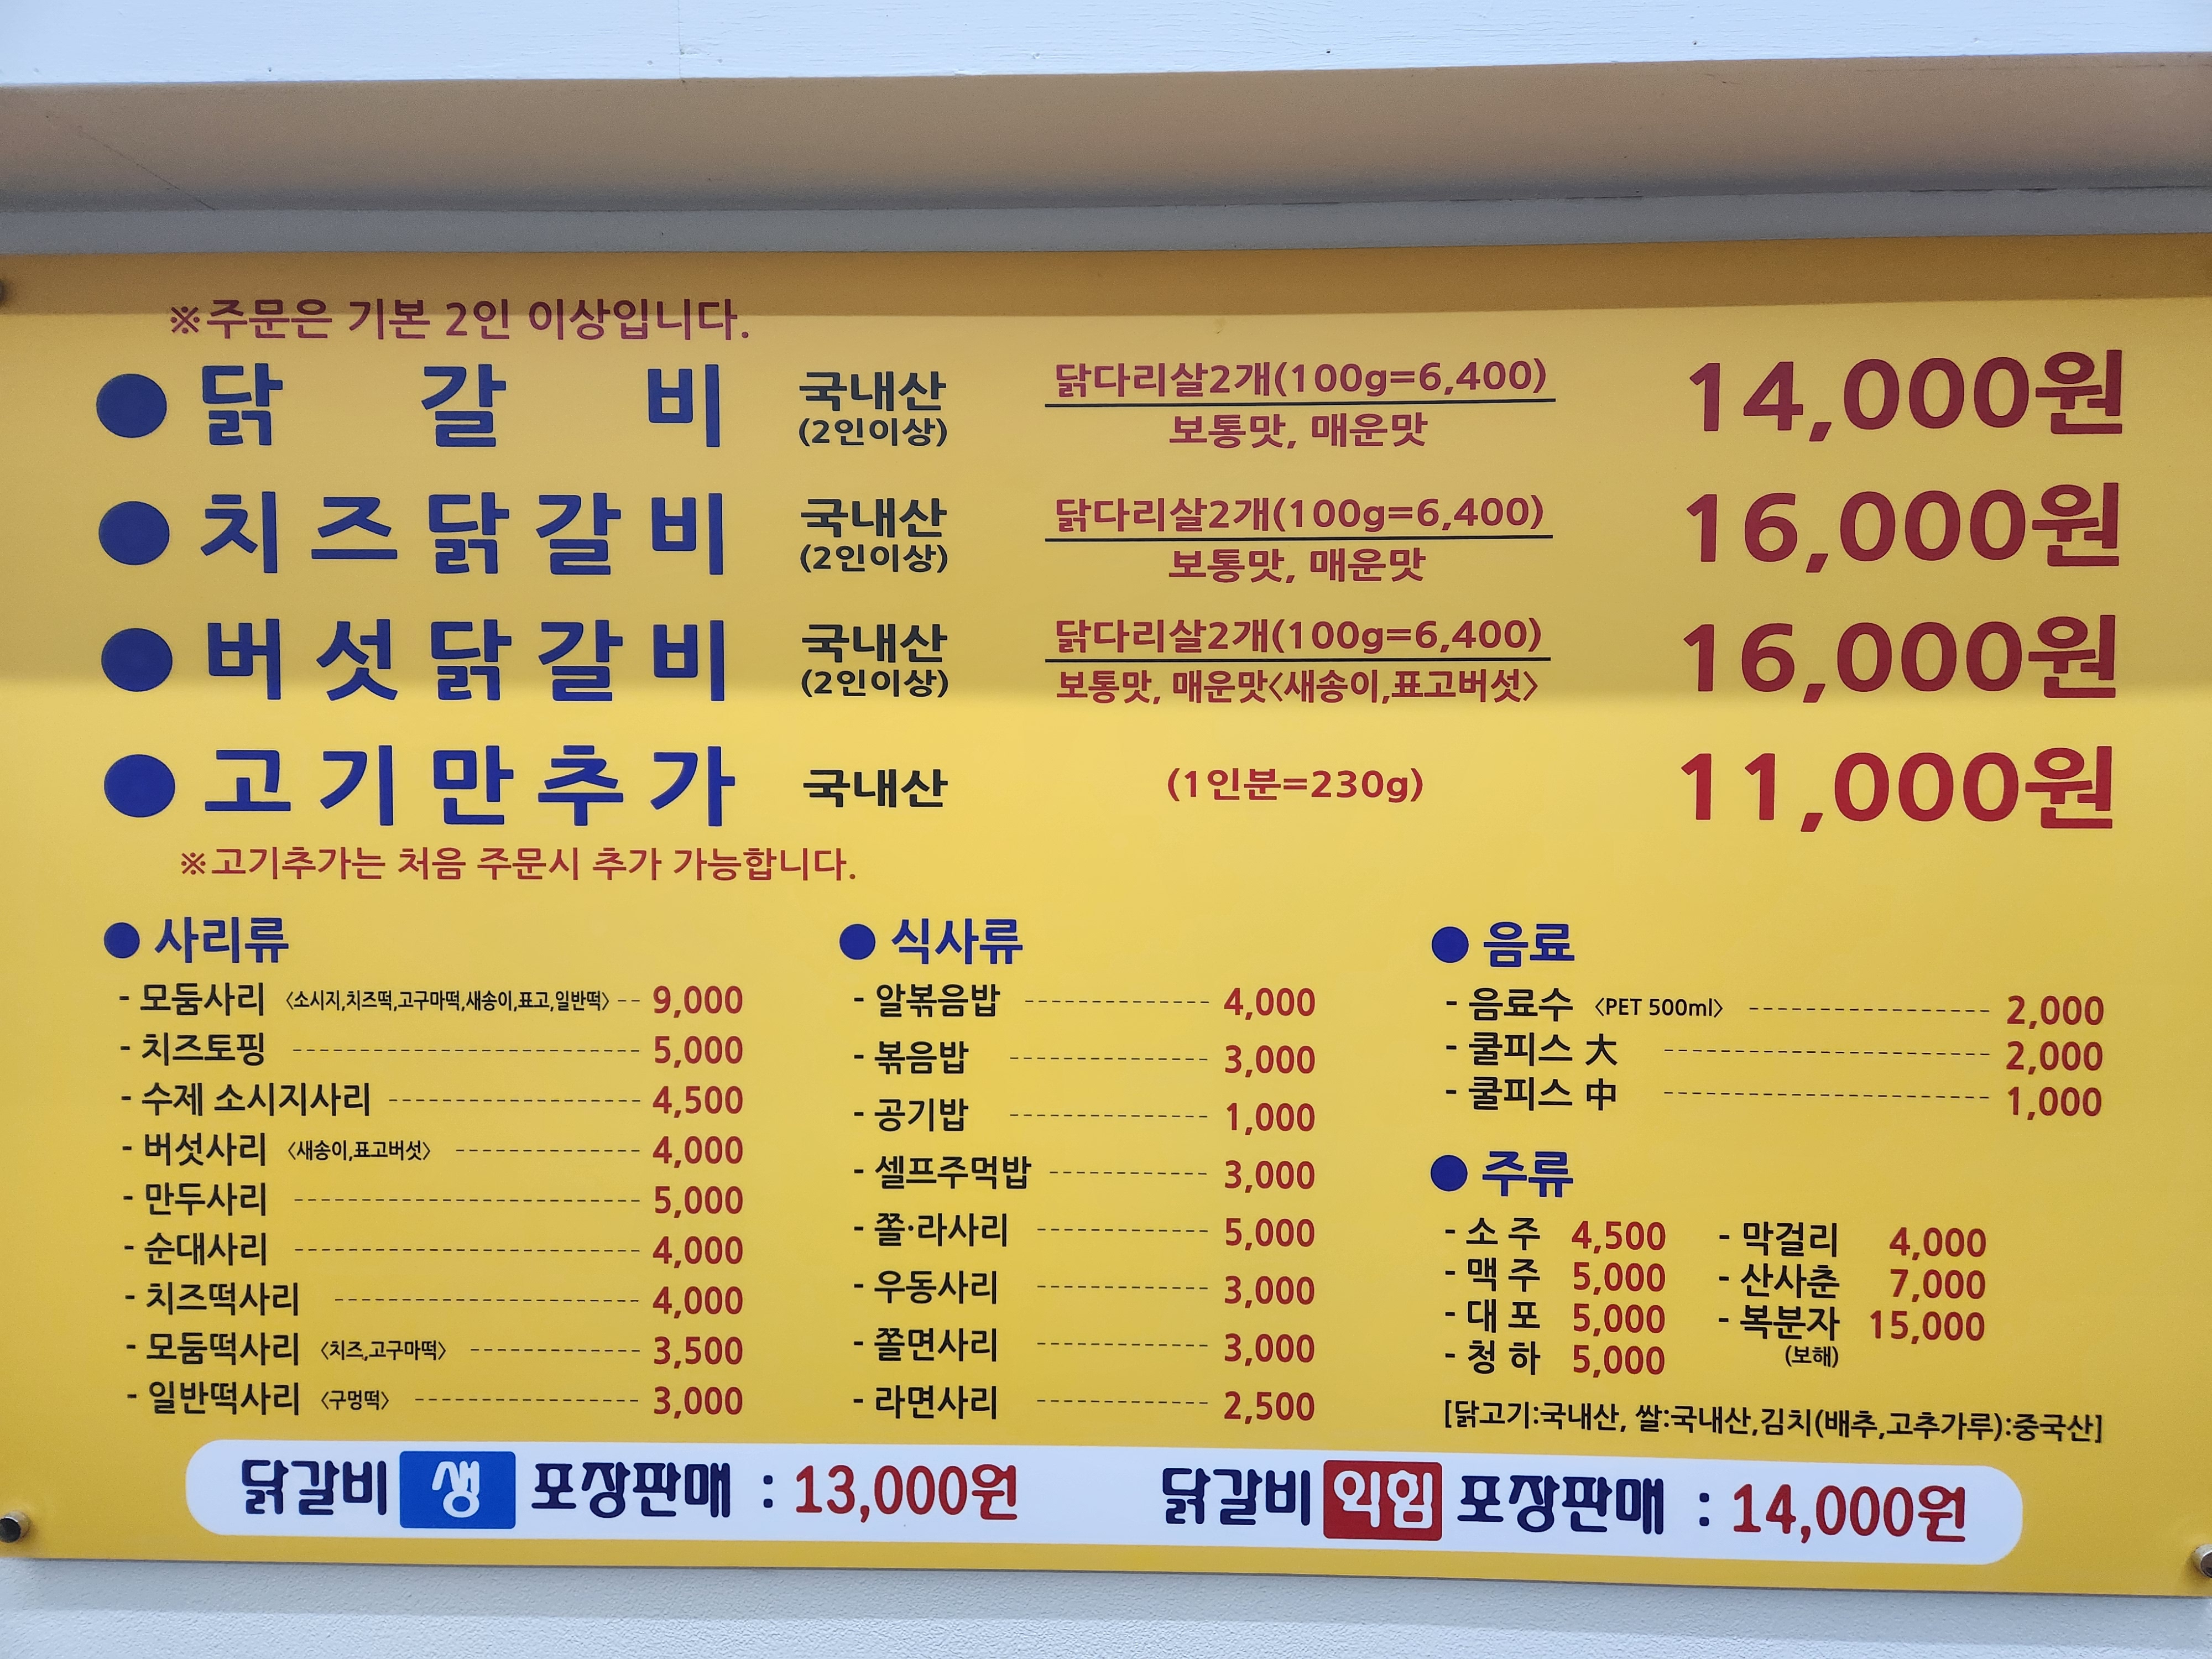 ※주문은 기본 2인 이상입니다.
●닭갈비 국내산 (2인이상) 닭다리살2개(100g=6,400) 보통맛, 매운맛 14,000원
●치즈닭갈비 국내산 (2인이상) 닭다리살2개(100g=6,400) 보통맛, 매운맛 16,000원
●버섯닭갈비 국내산 (2인이상) 닭다리살2개(100g=6,400) 보통맛, 매운맛<새송이,표고버섯> 16,000원
●고기만추가 국내산 (1인분=230g) 11,000원
※고기추가는 처음 주문시 추가 가능합니다.
●사리류
- 모둠사리 <소시지,치즈떡,고구마떡,새송이,표고,일반떡> 9,000
- 치즈토핑 5,000
- 수제 소시지사리 4,500
- 버섯사리 <새송이,표고버섯> 4,000
- 만두사리 5,000
- 순대사리 4,000
- 치즈떡사리 4,000
- 모둠떡사리 <치즈,고구마떡> 3,500
- 일반떡사리 <구멍떡> 3,000
●식사류
- 알볶음밥 4,000
- 볶음밥 3,000
- 공기밥 1,000
- 셀프주먹밥 3,000
- 쫄·라사리 5,000
- 우동사리 3,000
- 쫄면사리 3,000
- 라면사리 2,500
●음료
- 음료수 <PET 500ml> 2,000
- 쿨피스 大 2,000
- 쿨피스 中 1,000
●주류
- 소주 4,500
- 맥주 5,000
- 대포 5,000
- 청하 5,000
- 막걸리 4,000
- 산사춘 7,000
- 복분자 15,000
(보해)
[닭고기:국내산, 쌀:국내산,김치(배추,고추가루):중국산]
닭갈비 생 포장판매 : 13,000원
닭갈비 익힘 포장판매 : 14,000원